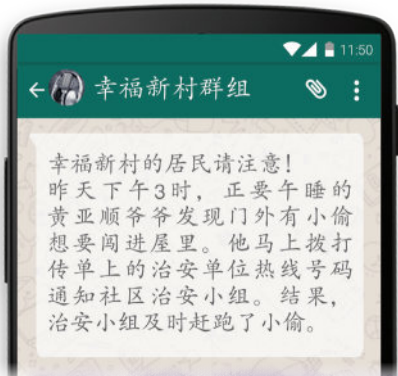 11:50
幸福新村群组
幸福新村的居民请注意！
昨天下午3时，正要午睡的
黄亚顺爷爷发现门外有小偷
想要闯进屋里。他马上拨打
传单上的治安单位热线号码
通知社区治安小组。结果，
治安小组及时赶跑了小偷。